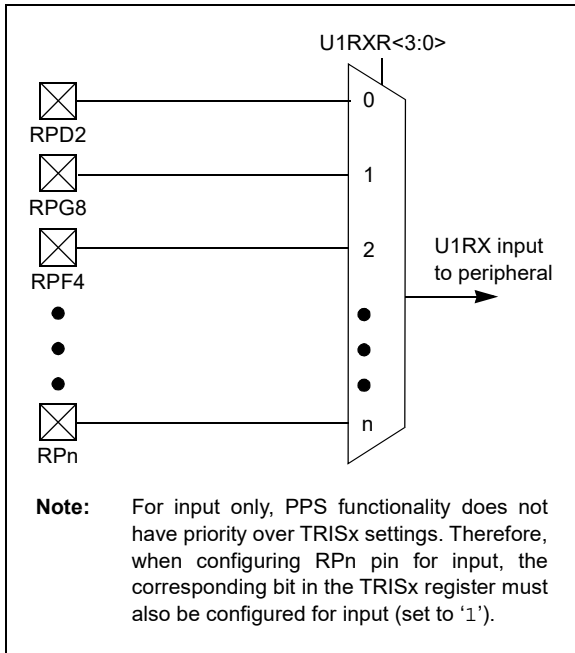 U1RXR<3:0>
RPD2
0
RPG8
1
RPF4
2
U1RX input
to peripheral
RPn
n
Note: For input only, PPS functionality does not
have priority over TRISx settings. Therefore,
when configuring RPn pin for input, the
corresponding bit in the TRISx register must
also be configured for input (set to ‘1’).